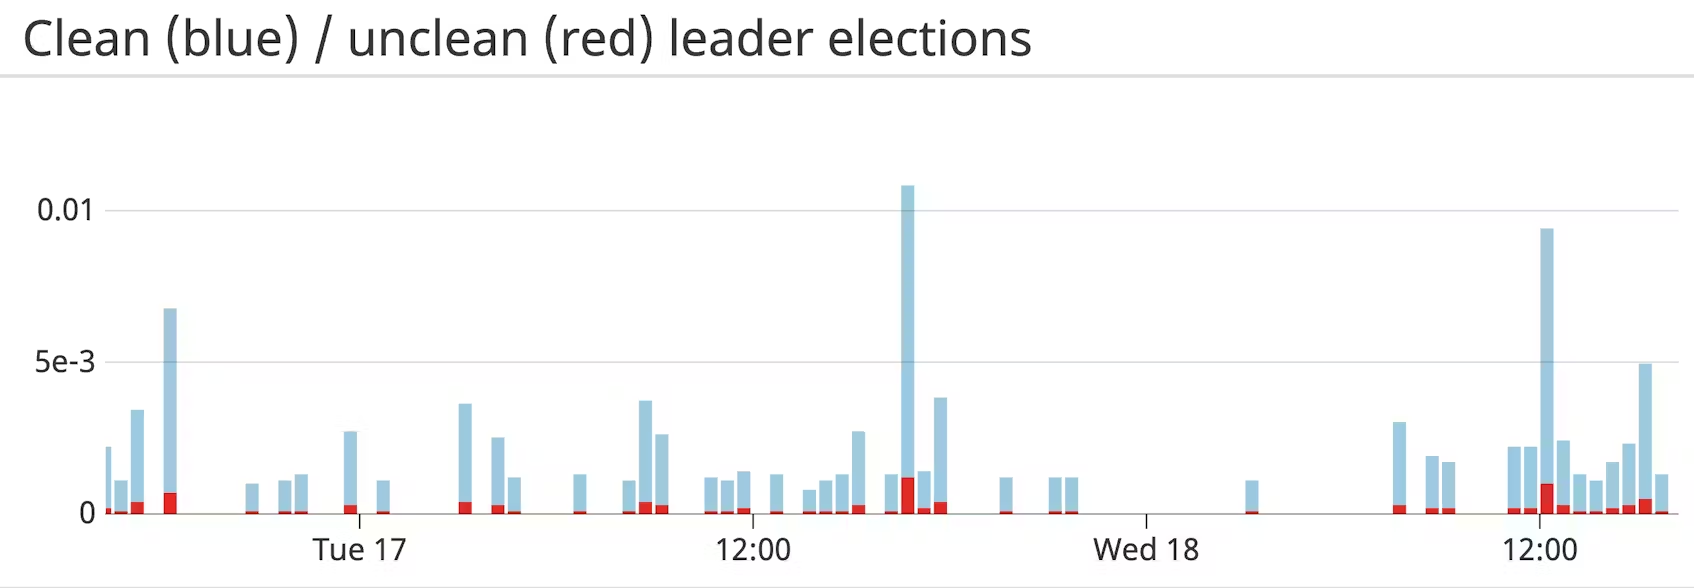 Clean (blue) / unclean (red) leader elections
0.01
5e-3
0
Tue 17
12:00
Wed 18
12:00